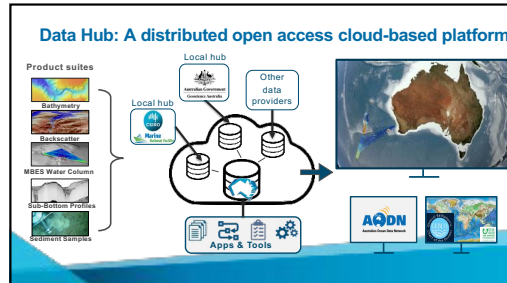 Data Hub: A distributed open access cloud-based platform
Product suites
Bathymetry
Backscatter
MBES Water Column
Sub-Bottom Profiles
Sediment Samples
Local hub
Australian Government
Geoscience Australia
Local hub
CSIRO
Marine
National Facility
Other
data
providers
Apps & Tools
AODN
Australian Ocean Data Network